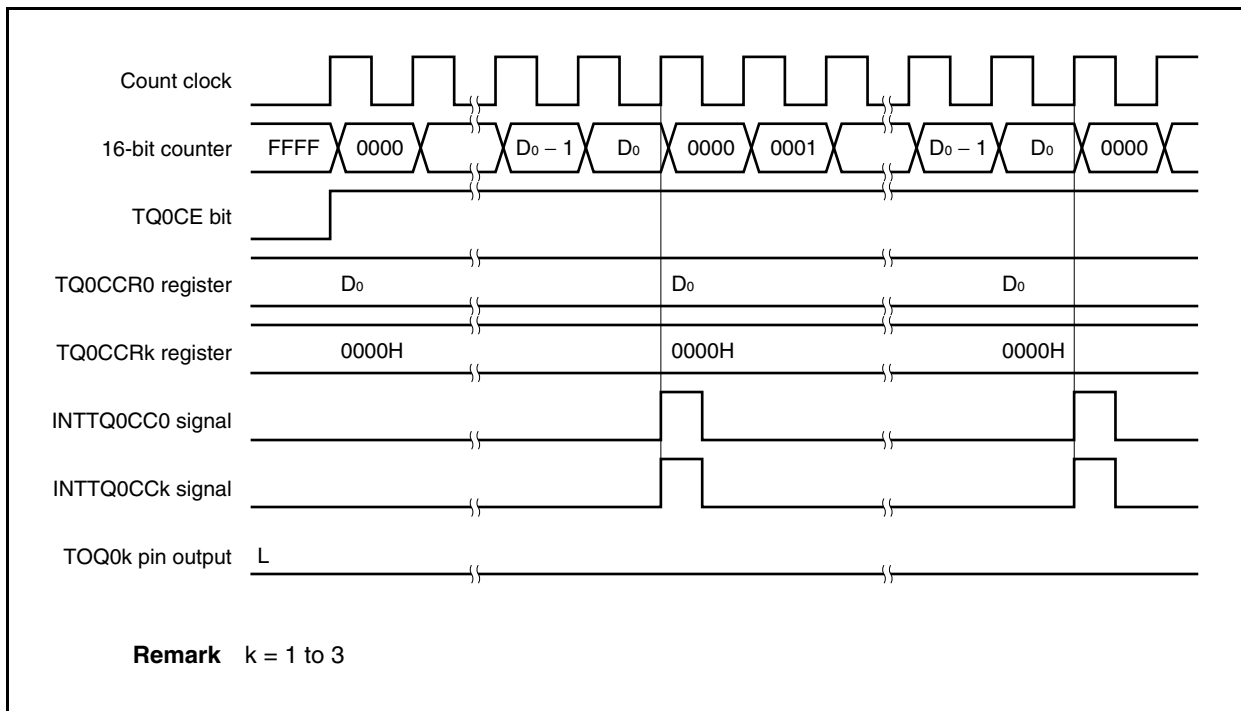 Count clock
16-bit counter FFFF 0000 D₀ − 1 D₀ 0000 0001 D₀ − 1 D₀ 0000
TQ0CE bit
TQ0CCR0 register D₀ D₀ D₀
TQ0CCRk register 0000H 0000H 0000H
INTTQ0CC0 signal
INTTQ0CCk signal
TOQ0k pin output L
Remark k = 1 to 3